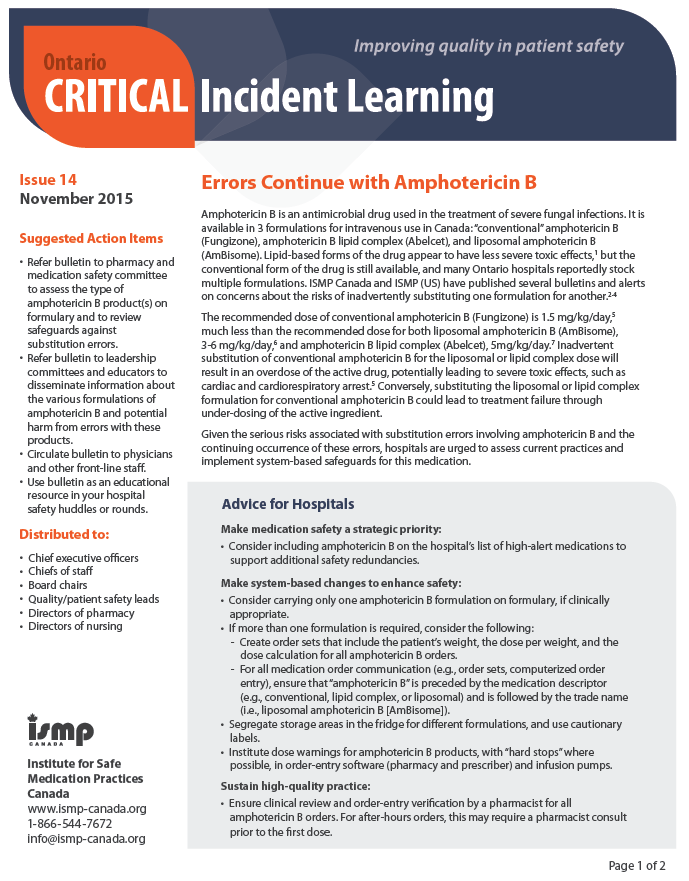 Improving quality in patient safety
Ontario
CRITICAL Incident Learning
Issue 14
November 2015
Suggested Action Items
• Refer bulletin to pharmacy and
medication safety committee
to assess the type of
amphotericin B product(s) on
formulary and to review
safeguards against
substitution errors.
• Refer bulletin to leadership
committees and educators to
disseminate information about
the various formulations of
amphotericin B and potential
harm from errors with these
products.
• Circulate bulletin to physicians
and other front-line staff.
• Use bulletin as an educational
resource in your hospital
safety huddles or rounds.
Distributed to:
• Chief executive officers
• Chiefs of staff
• Board chairs
• Quality/patient safety leads
• Directors of pharmacy
• Directors of nursing
ismp
CANADA
Institute for Safe
Medication Practices
Canada
www.ismp-canada.org
1-866-544-7672
info@ismp-canada.org
Errors Continue with Amphotericin B
Amphotericin B is an antimicrobial drug used in the treatment of severe fungal infections. It is
available in 3 formulations for intravenous use in Canada: “conventional” amphotericin B
(Fungizone), amphotericin B lipid complex (Abelcet), and liposomal amphotericin B
(AmBisome). Lipid-based forms of the drug appear to have less severe toxic effects,¹ but the
conventional form of the drug is still available, and many Ontario hospitals reportedly stock
multiple formulations. ISMP Canada and ISMP (US) have published several bulletins and alerts
on concerns about the risks of inadvertently substituting one formulation for another.²⁻⁴
The recommended dose of conventional amphotericin B (Fungizone) is 1.5 mg/kg/day,⁵
much less than the recommended dose for both liposomal amphotericin B (AmBisome),
3-6 mg/kg/day,⁶ and amphotericin B lipid complex (Abelcet), 5mg/kg/day.⁷ Inadvertent
substitution of conventional amphotericin B for the liposomal or lipid complex dose will
result in an overdose of the active drug, potentially leading to severe toxic effects, such as
cardiac and cardiorespiratory arrest.⁵ Conversely, substituting the liposomal or lipid complex
formulation for conventional amphotericin B could lead to treatment failure through
under-dosing of the active ingredient.
Given the serious risks associated with substitution errors involving amphotericin B and the
continuing occurrence of these errors, hospitals are urged to assess current practices and
implement system-based safeguards for this medication.
Advice for Hospitals
Make medication safety a strategic priority:
• Consider including amphotericin B on the hospital’s list of high-alert medications to
support additional safety redundancies.
Make system-based changes to enhance safety:
• Consider carrying only one amphotericin B formulation on formulary, if clinically
appropriate.
• If more than one formulation is required, consider the following:
- Create order sets that include the patient’s weight, the dose per weight, and the
dose calculation for all amphotericin B orders.
- For all medication order communication (e.g., order sets, computerized order
entry), ensure that “amphotericin B” is preceded by the medication descriptor
(e.g., conventional, lipid complex, or liposomal) and is followed by the trade name
(i.e., liposomal amphotericin B [AmBisome]).
• Segregate storage areas in the fridge for different formulations, and use cautionary
labels.
• Institute dose warnings for amphotericin B products, with “hard stops” where
possible, in order-entry software (pharmacy and prescriber) and infusion pumps.
Sustain high-quality practice:
• Ensure clinical review and order-entry verification by a pharmacist for all
amphotericin B orders. For after-hours orders, this may require a pharmacist consult
prior to the first dose.
Page 1 of 2